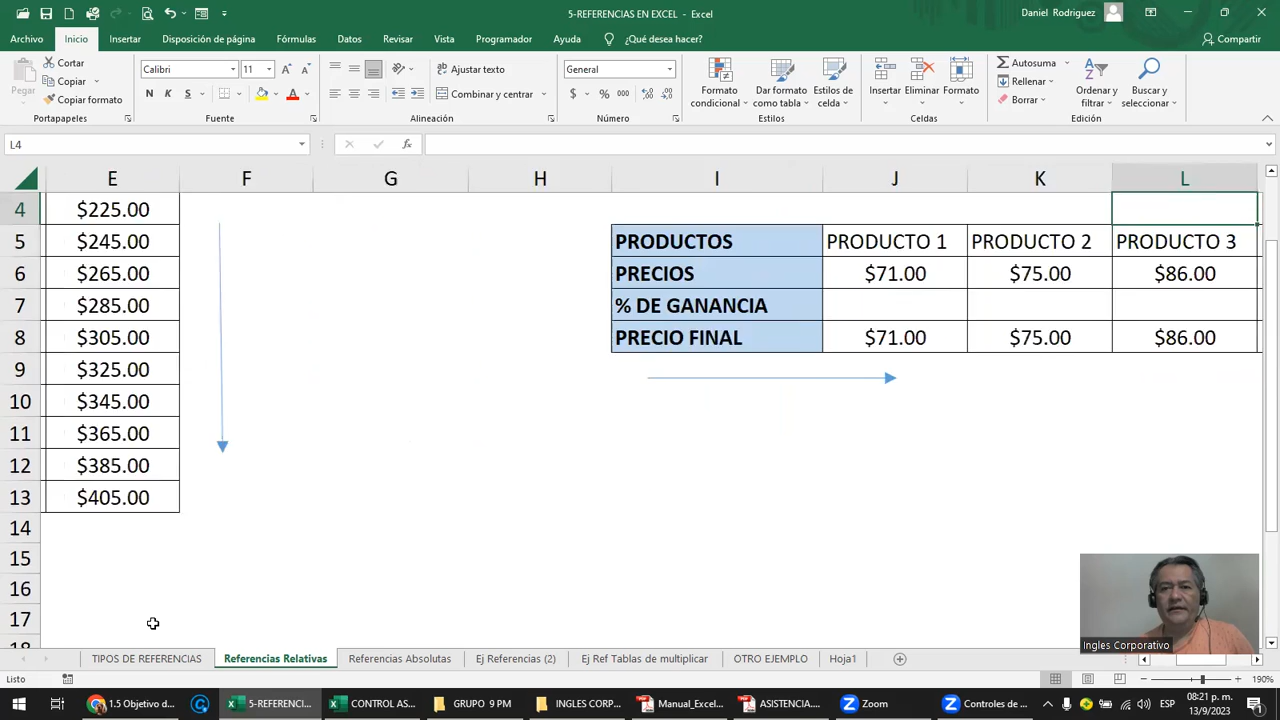 5-REFERENCIAS EN EXCEL - Excel
Daniel Rodriguez
Archivo Inicio Insertar Disposición de página Fórmulas Datos Revisar Vista Programador Ayuda ¿Qué desea hacer? Compartir
Pegar
Cortar
Copiar
Copiar formato
Portapapeles
Calibri 11
N K S
Fuente
Ajustar texto
Combinar y centrar
Alineación
General
$ % 000
Número
Formato condicional
Dar formato como tabla
Estilos de celda
Estilos
Insertar Eliminar Formato
Celdas
Autosuma
Rellenar
Borrar
Ordenar y filtrar
Buscar y seleccionar
Edición
L4
fx
E F G H I J K L
4 $225.00
5 $245.00 PRODUCTOS PRODUCTO 1 PRODUCTO 2 PRODUCTO 3
6 $265.00 PRECIOS $71.00 $75.00 $86.00
7 $285.00 % DE GANANCIA
8 $305.00 PRECIO FINAL $71.00 $75.00 $86.00
9 $325.00
10 $345.00
11 $365.00
12 $385.00
13 $405.00
14
15
16
17
18
Ingles Corporativo
TIPOS DE REFERENCIAS Referencias Relativas Referencias Absolutas Ej Referencias (2) Ej Ref Tablas de multiplicar OTRO EJEMPLO Hoja1
Listo
190%
1.5 Objetivo d... 5-REFERENCI... CONTROL AS... GRUPO 9 PM INGLES CORP... Manual_Exce... ASISTENCIA.... Zoom Controles de ... ESP
08:21 p. m.
13/9/2023